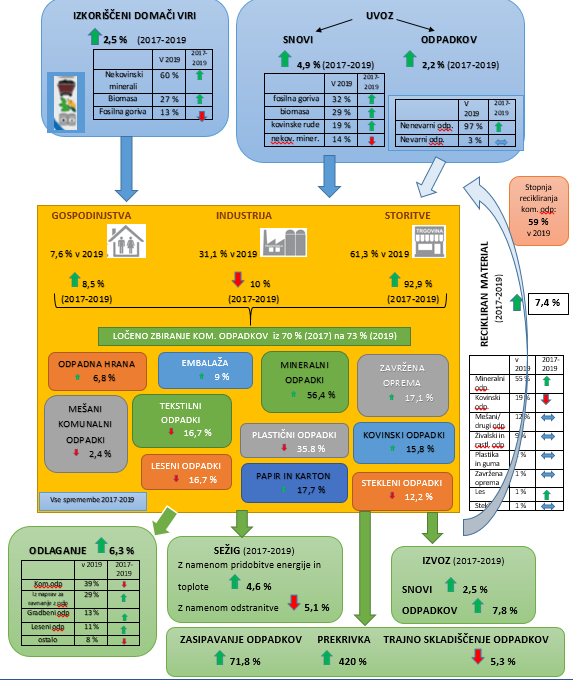 IZKORIŠČENI DOMAČI VIRI
2,5 % (2017-2019)
V 2019
2017-2019
Nekovinski minerali
60 %
Biomasa
27 %
Fosilna goriva
13 %
UVOZ
SNOVI
ODPADKOV
4,9 % (2017-2019)
2,2 % (2017-2019)
V 2019
2017-2019
fosilna goriva
32 %
biomasa
29 %
kovinske rude
19 %
nekov. miner.
14 %
V 2019
2017-2019
Nenevarni odp.
97 %
Nevarni odp.
3 %
Stopnja
recikliranja
kom. odp:
59 %
v 2019
GOSPODINJSTVA
INDUSTRIJA
STORITVE
TRGOVINA
7,6 % v 2019
31,1 % v 2019
61,3 % v 2019
8,5 %
(2017-2019)
10 %
(2017-2019)
92,9 %
(2017-2019)
LOČENO ZBIRANJE KOM. ODPADKOV iz 70 % (2017) na 73 % (2019)
ODPADNA HRANA
6,8 %
EMBALAŽA
9 %
MINERALNI
ODPADKI
56,4 %
ZAVRŽENA
OPREMA
17,1 %
MEŠANI
KOMUNALNI
ODPADKI
2,4 %
TEKSTILNI
ODPADKI
16,7 %
PLASTIČNI ODPADKI
35.8 %
KOVINSKI ODPADKI
15,8 %
LESENI ODPADKI
16,7 %
PAPIR IN KARTON
17,7 %
STEKLENI ODPADKI
12,2 %
Vse spremembe 2017-2019
RECIKLIRAN MATERIAL
(2017-2019)
7,4 %
v 2019
2017-2019
Mineralni odp.
55 %
Kovinski odp.
19 %
Mešani/ drugi odp
12 %
Živalski in rastl. odp
9 %
Plastika in guma
%
Zavržena oprema
1 %
Les
1 %
1 %
ODLAGANJE
6,3 %
V 2019
2017-2019
Kom.odp
39 %
Iz naprav za ravnanje z odp
29 %
Gradbeni odp
13 %
Leseni odp
11 %
ostalo
8 %
SEŽIG (2017-2019)
Z namenom pridobitve energije in
toplote
4,6 %
Z namenom odstranitve
5,1 %
IZVOZ (2017-2019)
SNOVI
2,5 %
ODPADKOV
7,8 %
ZASIPAVANJE ODPADKOV
PREKRIVKA
TRAJNO SKLADIŠČENJE ODPADKOV
71,8 %
420 %
5,3 %